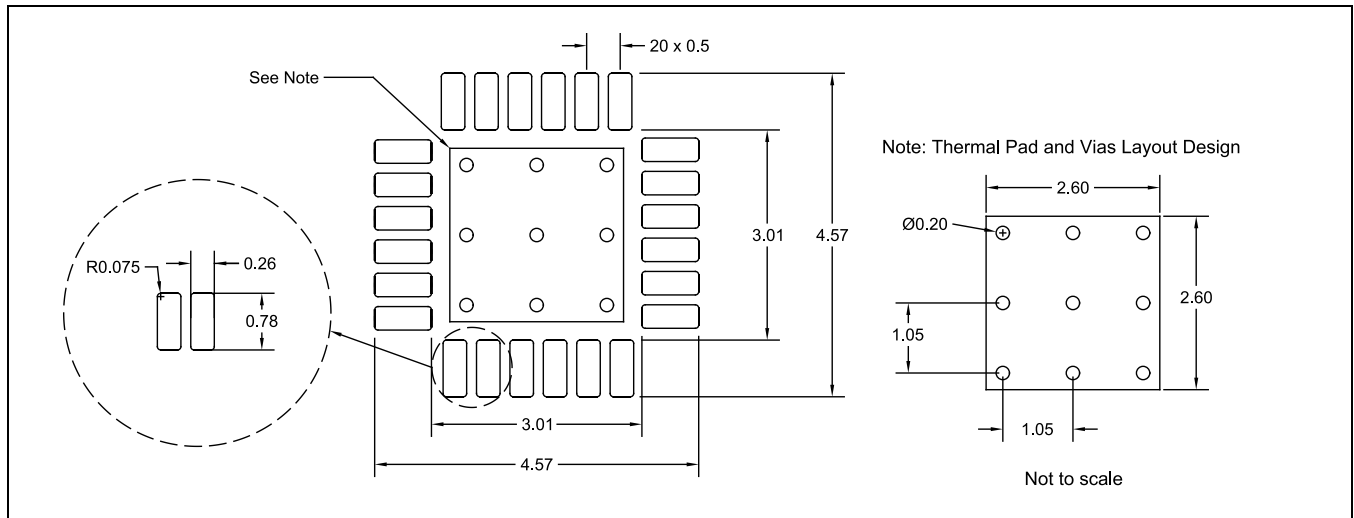 20 x 0.5
See Note
3.01
4.57
R0.075
0.26
0.78
3.01
4.57
Note: Thermal Pad and Vias Layout Design
2.60
Ø0.20
2.60
1.05
1.05
Not to scale